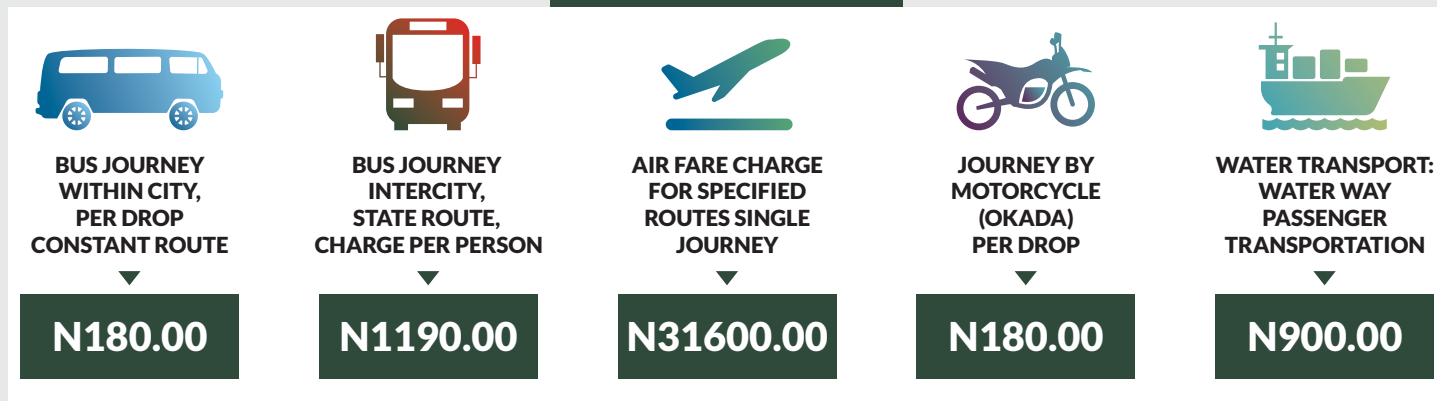 BUS JOURNEY
WITHIN CITY,
PER DROP
CONSTANT ROUTE
N180.00
BUS JOURNEY
INTERCITY,
STATE ROUTE,
CHARGE PER PERSON
N1190.00
AIR FARE CHARGE
FOR SPECIFIED
ROUTES SINGLE
JOURNEY
N31600.00
JOURNEY BY
MOTORCYCLE
(OKADA)
PER DROP
N180.00
WATER TRANSPORT:
WATER WAY
PASSENGER
TRANSPORTATION
N900.00